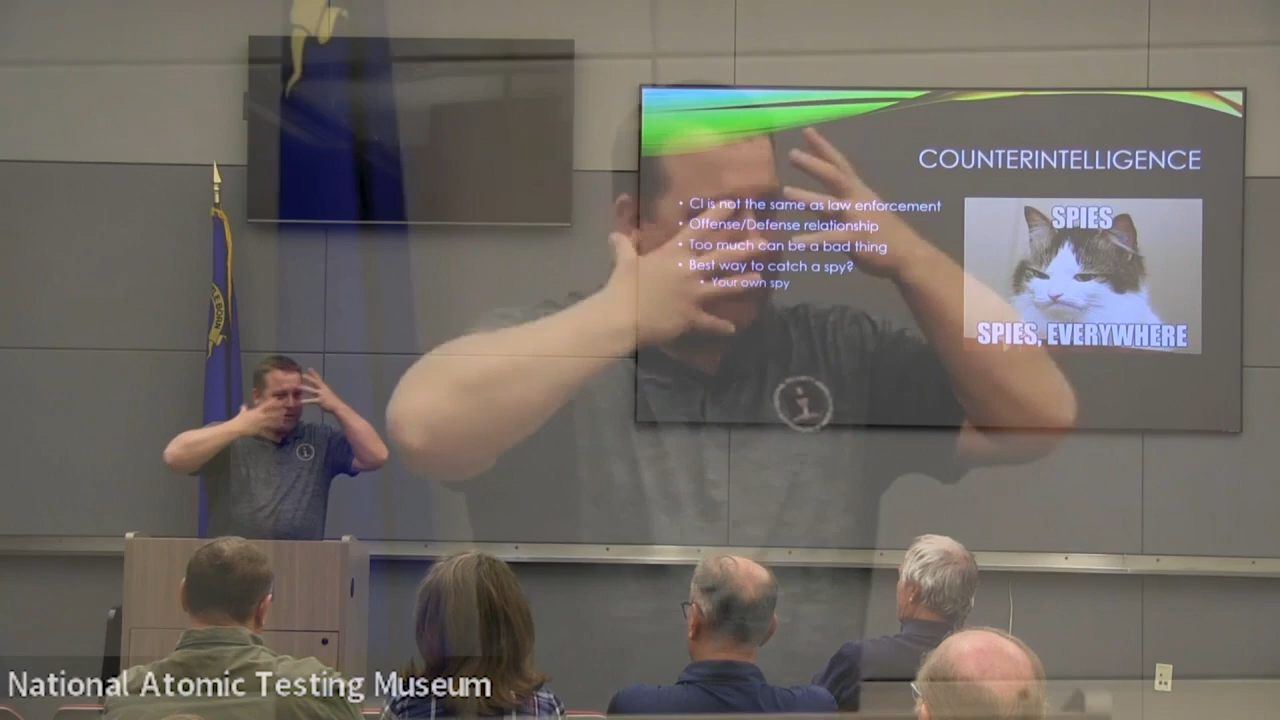 COUNTERINTELLIGENCE
• CI is not the same as law enforcement
• Offense/Defense relationship
• Too much can be a bad thing
• Best way to catch a spy?
• Your own spy
SPIES
SPIES, EVERYWHERE
i
National Atomic Testing Museum